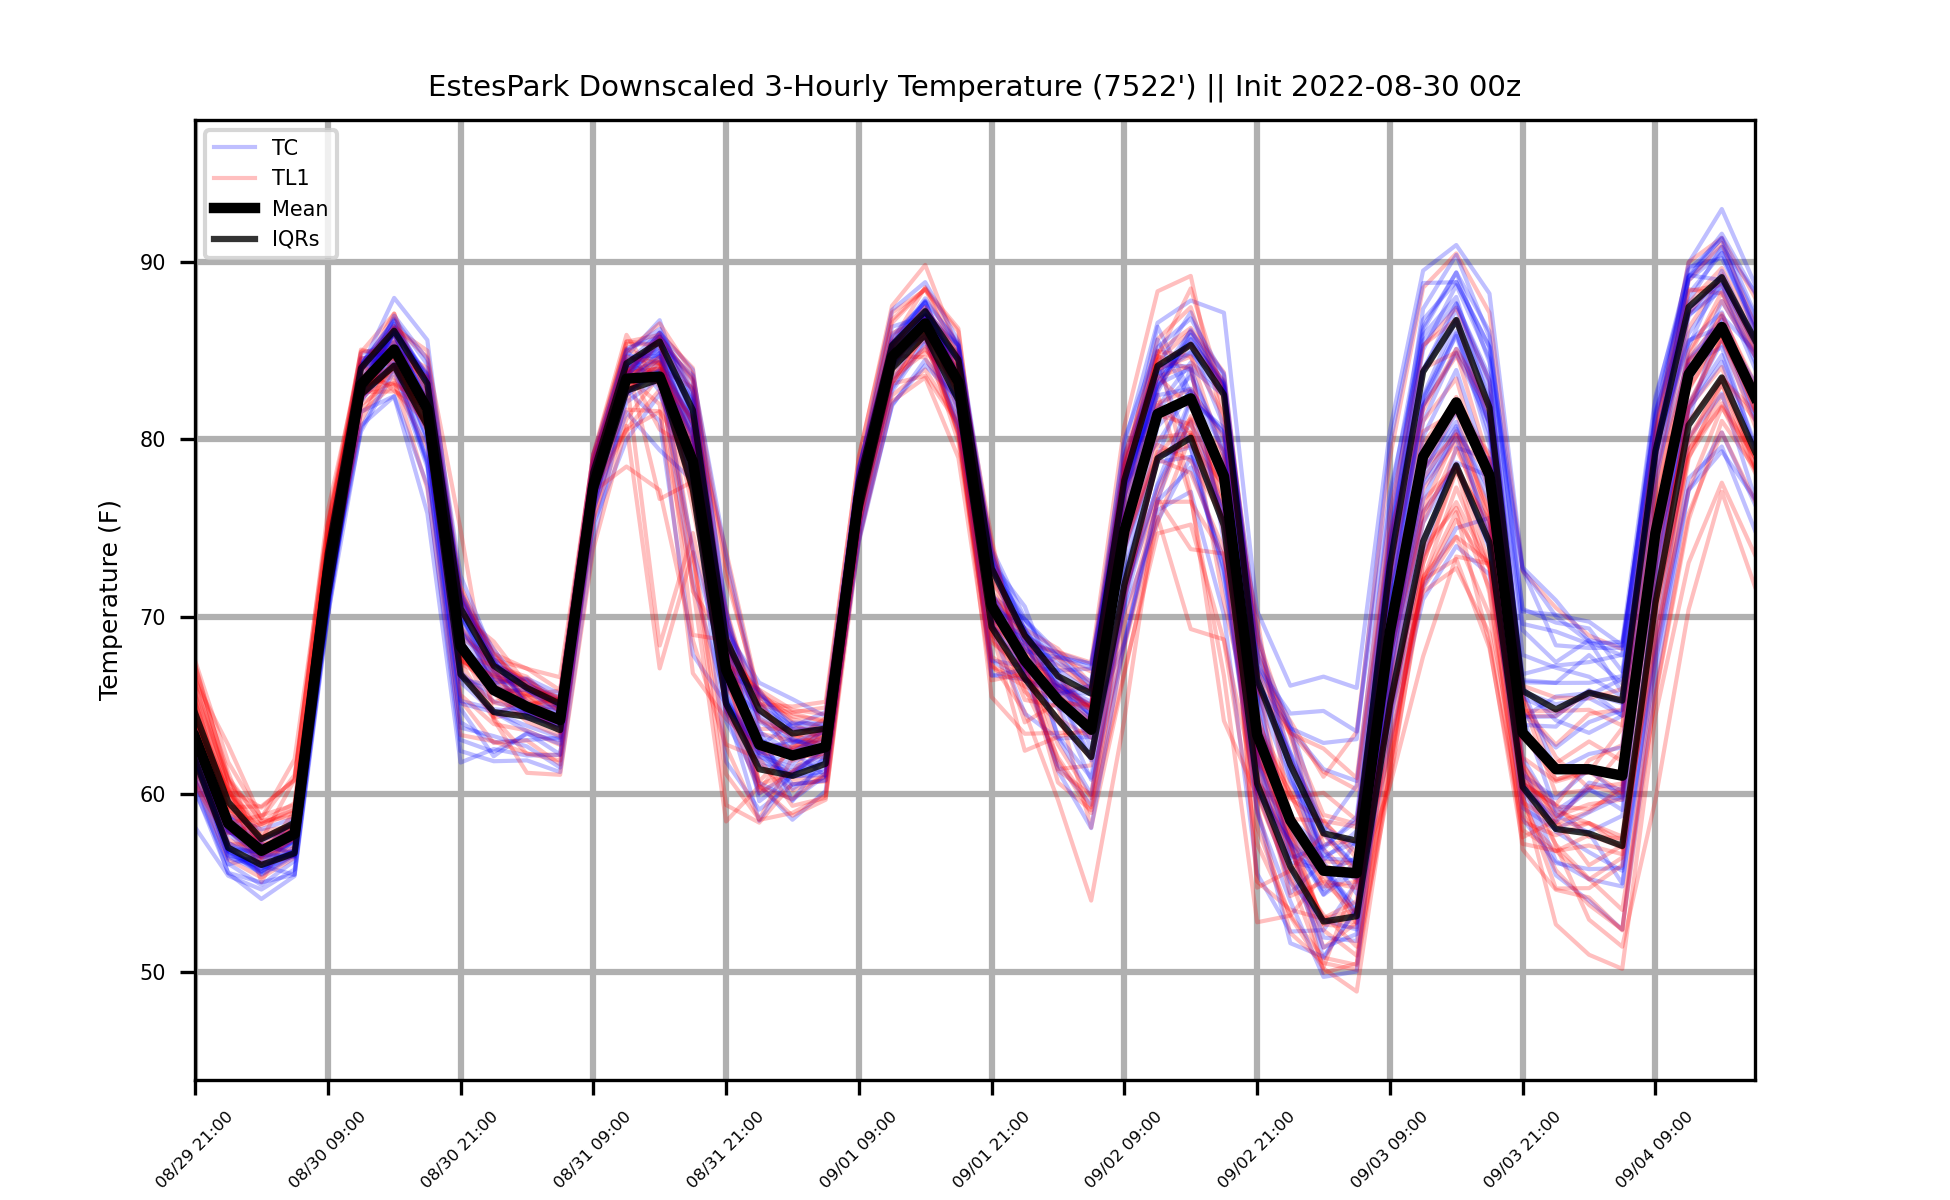 EstesPark Downscaled 3-Hourly Temperature (7522') || Init 2022-08-30 00z
TC
TL1
Mean
IQRs
Temperature (F)
90
80
70
60
50
08/29 21:00
08/30 09:00
08/30 21:00
08/31 09:00
08/31 21:00
09/01 09:00
09/01 21:00
09/02 09:00
09/02 21:00
09/03 09:00
09/03 21:00
09/04 09:00